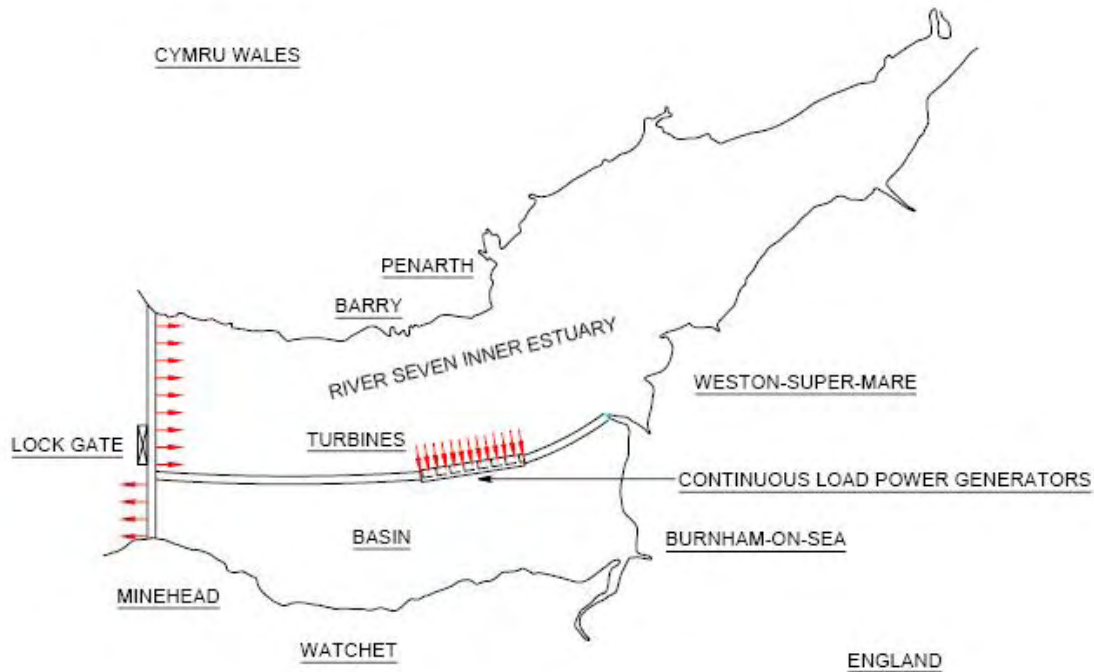 CYMRU WALES
PENARTH
BARRY
RIVER SEVEN INNER ESTUARY
WESTON-SUPER-MARE
LOCK GATE
TURBINES
CONTINUOUS LOAD POWER GENERATORS
BASIN
BURNHAM-ON-SEA
MINEHEAD
WATCHET
ENGLAND